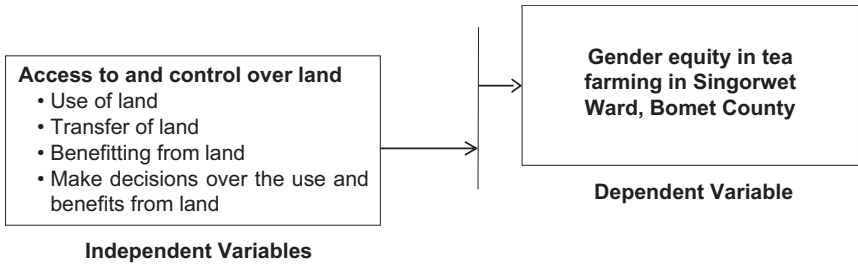 Access to and control over land
• Use of land
• Transfer of land
• Benefitting from land
• Make decisions over the use and
benefits from land
Independent Variables
Gender equity in tea
farming in Singorwet
Ward, Bomet County
Dependent Variable